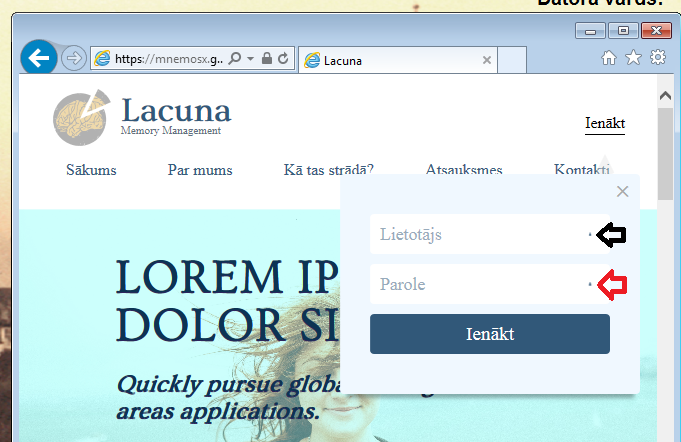 Datora vārds:
https://mnemosx.g..
Lacuna
Lacuna
Memory Management
Ienākt
Sākums Par mums Kā tas strādā? Atsauksmes Kontakti
Lietotājs
Parole
Ienākt
LOREM IP
DOLOR SI
Quickly pursue globa
areas applications.